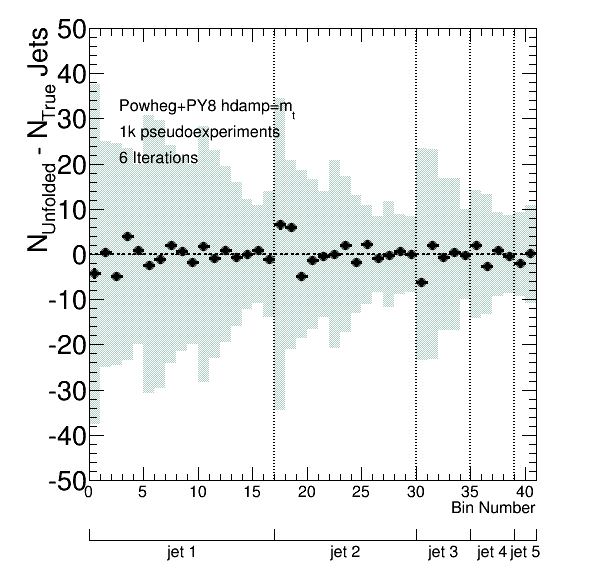 N_Unfolded - N_True Jets
50
40
30
20
10
0
-10
-20
-30
-40
-50
Powheg+PY8 hdamp=m_t
1k pseudoexperiments
6 Iterations
0 5 10 15 20 25 30 35 40
Bin Number
jet 1 jet 2 jet 3 jet 4 jet 5